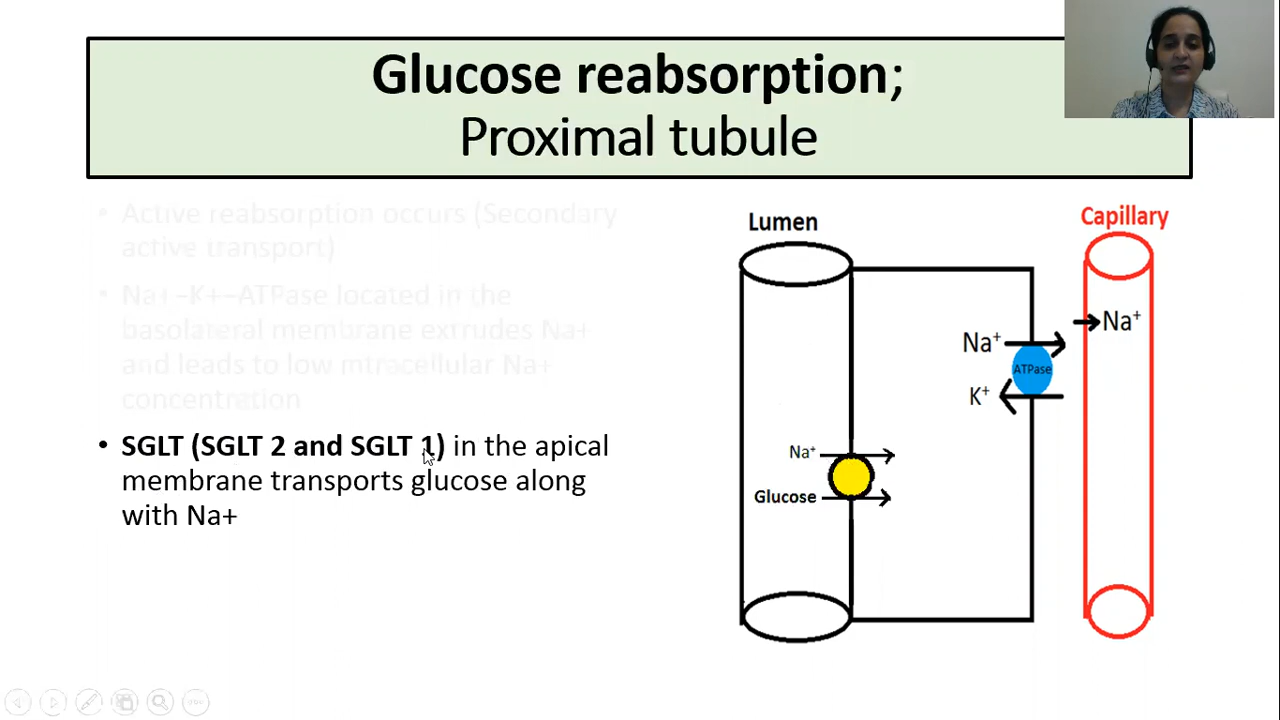 Glucose reabsorption;
Proximal tubule
• Active reabsorption occurs (Secondary
active transport)
• Na+ –K+–ATPase located in the
basolateral membrane extrudes Na+
and leads to low intracellular Na+
concentration
• SGLT (SGLT 2 and SGLT 1) in the apical
membrane transports glucose along
with Na+
Lumen
Capillary
Na⁺
Na⁺
ATPase
K⁺
Na⁺
Glucose